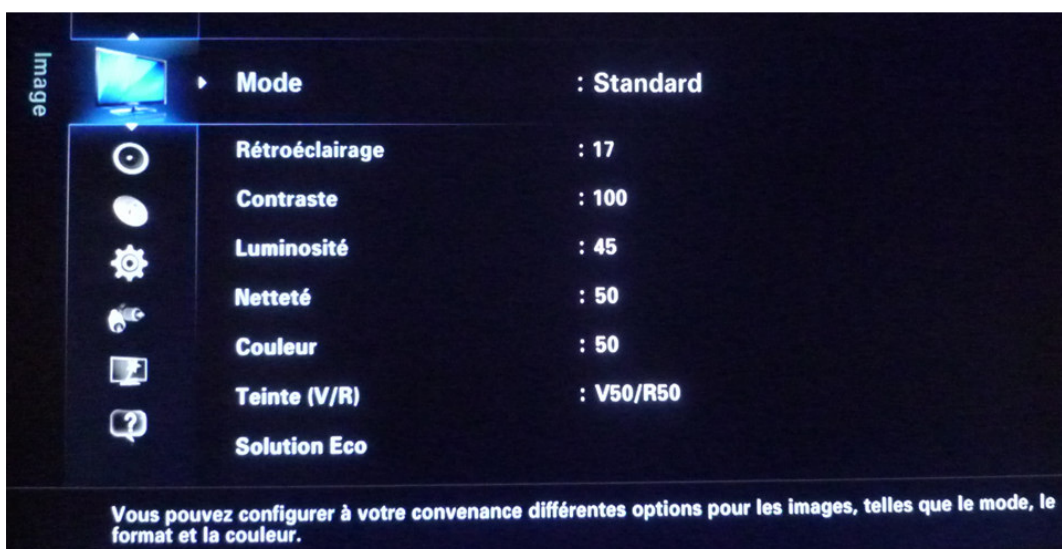 Image
Mode : Standard
Rétroéclairage : 17
Contraste : 100
Luminosité : 45
Netteté : 50
Couleur : 50
Teinte (V/R) : V50/R50
Solution Eco
Vous pouvez configurer à votre convenance différentes options pour les images, telles que le mode, le
format et la couleur.